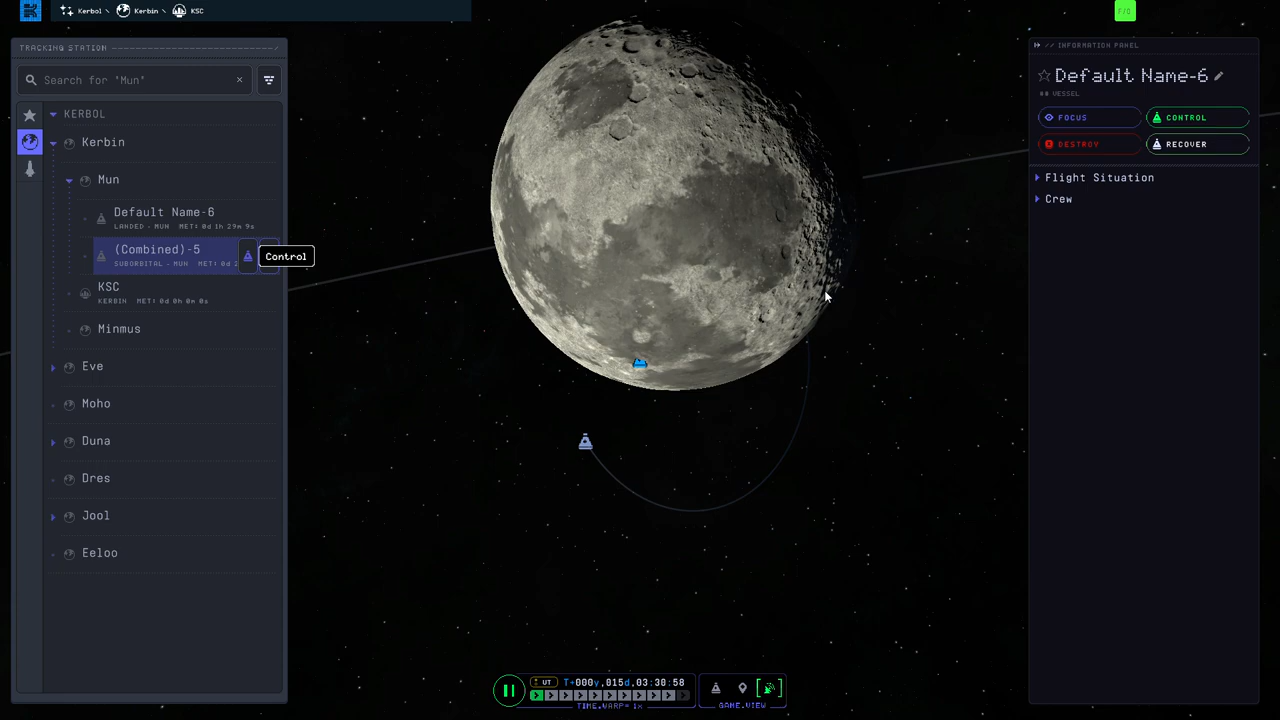 Kerbol Kerbin KSC
F/O
TRACKING STATION
Search for "Mun"
KERBOL
Kerbin
Mun
Default Name-6
LANDED - MUN MET: 0d 1h 29m 9s
(Combined)-5
SUBORBITAL - MUN MET: 0d
Control
KSC
KERBIN MET: 0d 0h 0m 0s
Minmus
Eve
Moho
Duna
Dres
Jool
Eeloo
// INFORMATION PANEL
Default Name-6
VESSEL
FOCUS
CONTROL
DESTROY
RECOVER
Flight Situation
Crew
UT T+000y,015d,03:30:58
TIME.WARP= 1x
GAME.VIEW